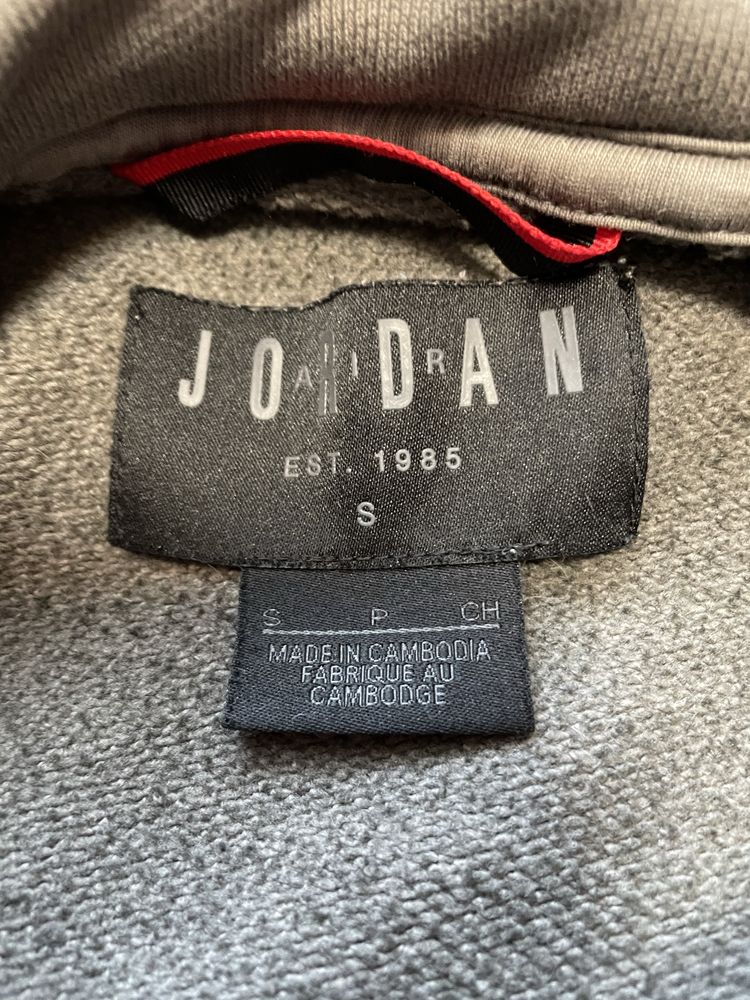 JORDAN
AIR
EST. 1985
S
S P CH
MADE IN CAMBODIA
FABRIQUE AU
CAMBODGE